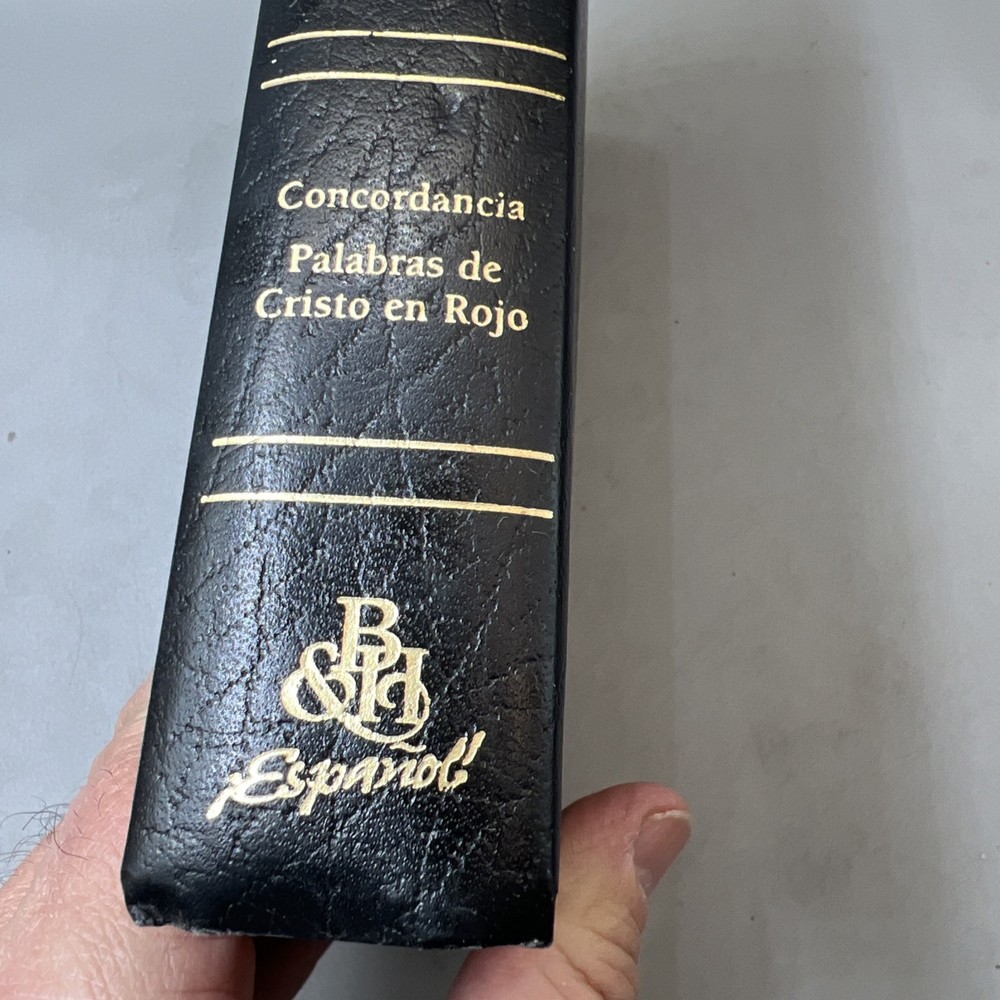 Concordancia
Palabras de
Cristo en Rojo
B
&H
¡Español!